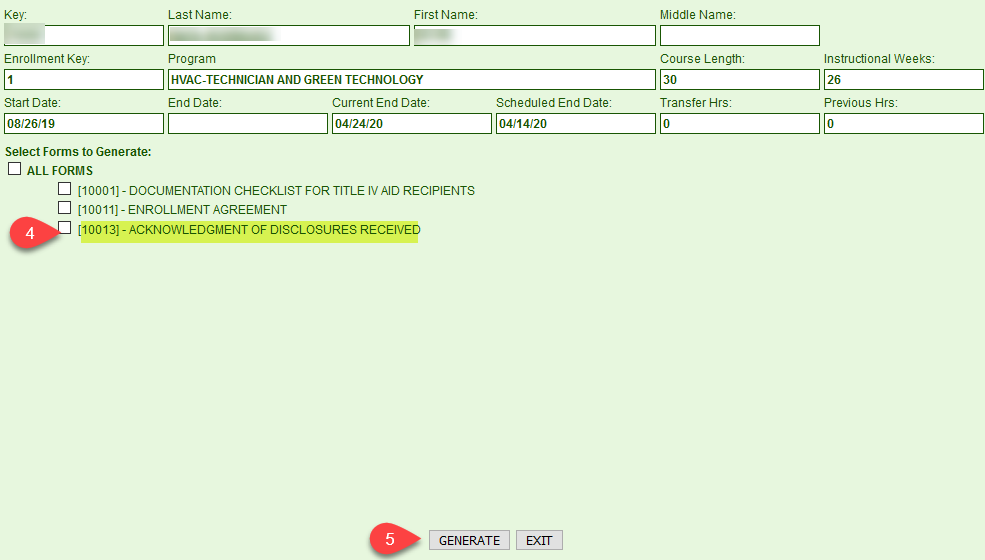 Key: Last Name: First Name: Middle Name:
Enrollment Key: Program Course Length: Instructional Weeks:
1 HVAC-TECHNICIAN AND GREEN TECHNOLOGY 30 26
Start Date: End Date: Current End Date: Scheduled End Date: Transfer Hrs: Previous Hrs:
08/26/19 04/24/20 04/14/20 0 0
Select Forms to Generate:
ALL FORMS
[10001] - DOCUMENTATION CHECKLIST FOR TITLE IV AID RECIPIENTS
[10011] - ENROLLMENT AGREEMENT
4 [10013] - ACKNOWLEDGMENT OF DISCLOSURES RECEIVED
5 GENERATE EXIT